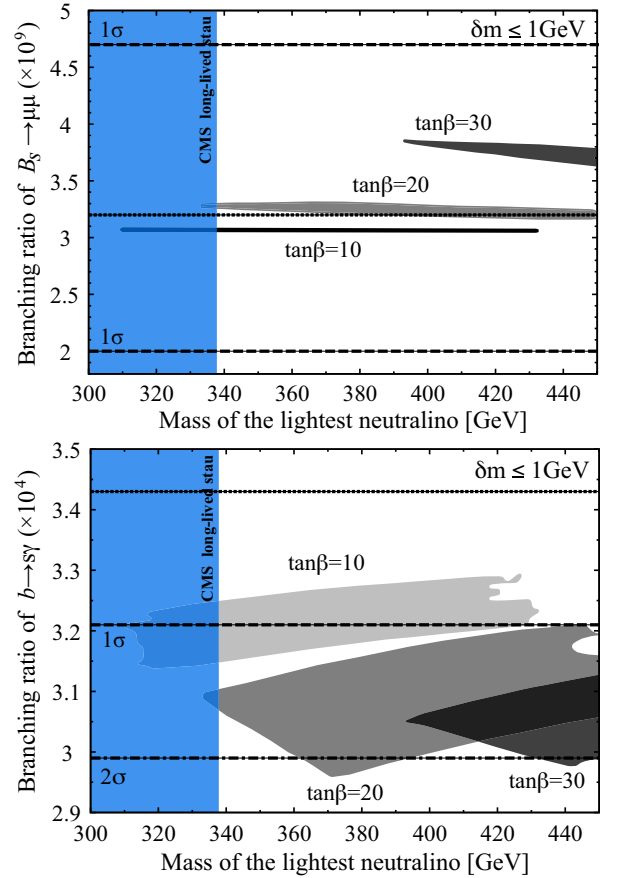 1σ
δm ≤ 1GeV
CMS long-lived stau
tanβ=30
tanβ=20
tanβ=10
1σ
5
4.5
4
3.5
3
2.5
2
300 320 340 360 380 400 420 440
Branching ratio of Bs→μμ (×10⁹)
Mass of the lightest neutralino [GeV]
δm ≤ 1GeV
CMS long-lived stau
tanβ=10
1σ
2σ
tanβ=20
tanβ=30
3.5
3.4
3.3
3.2
3.1
3
2.9
300 320 340 360 380 400 420 440
Branching ratio of b→sγ (×10⁴)
Mass of the lightest neutralino [GeV]